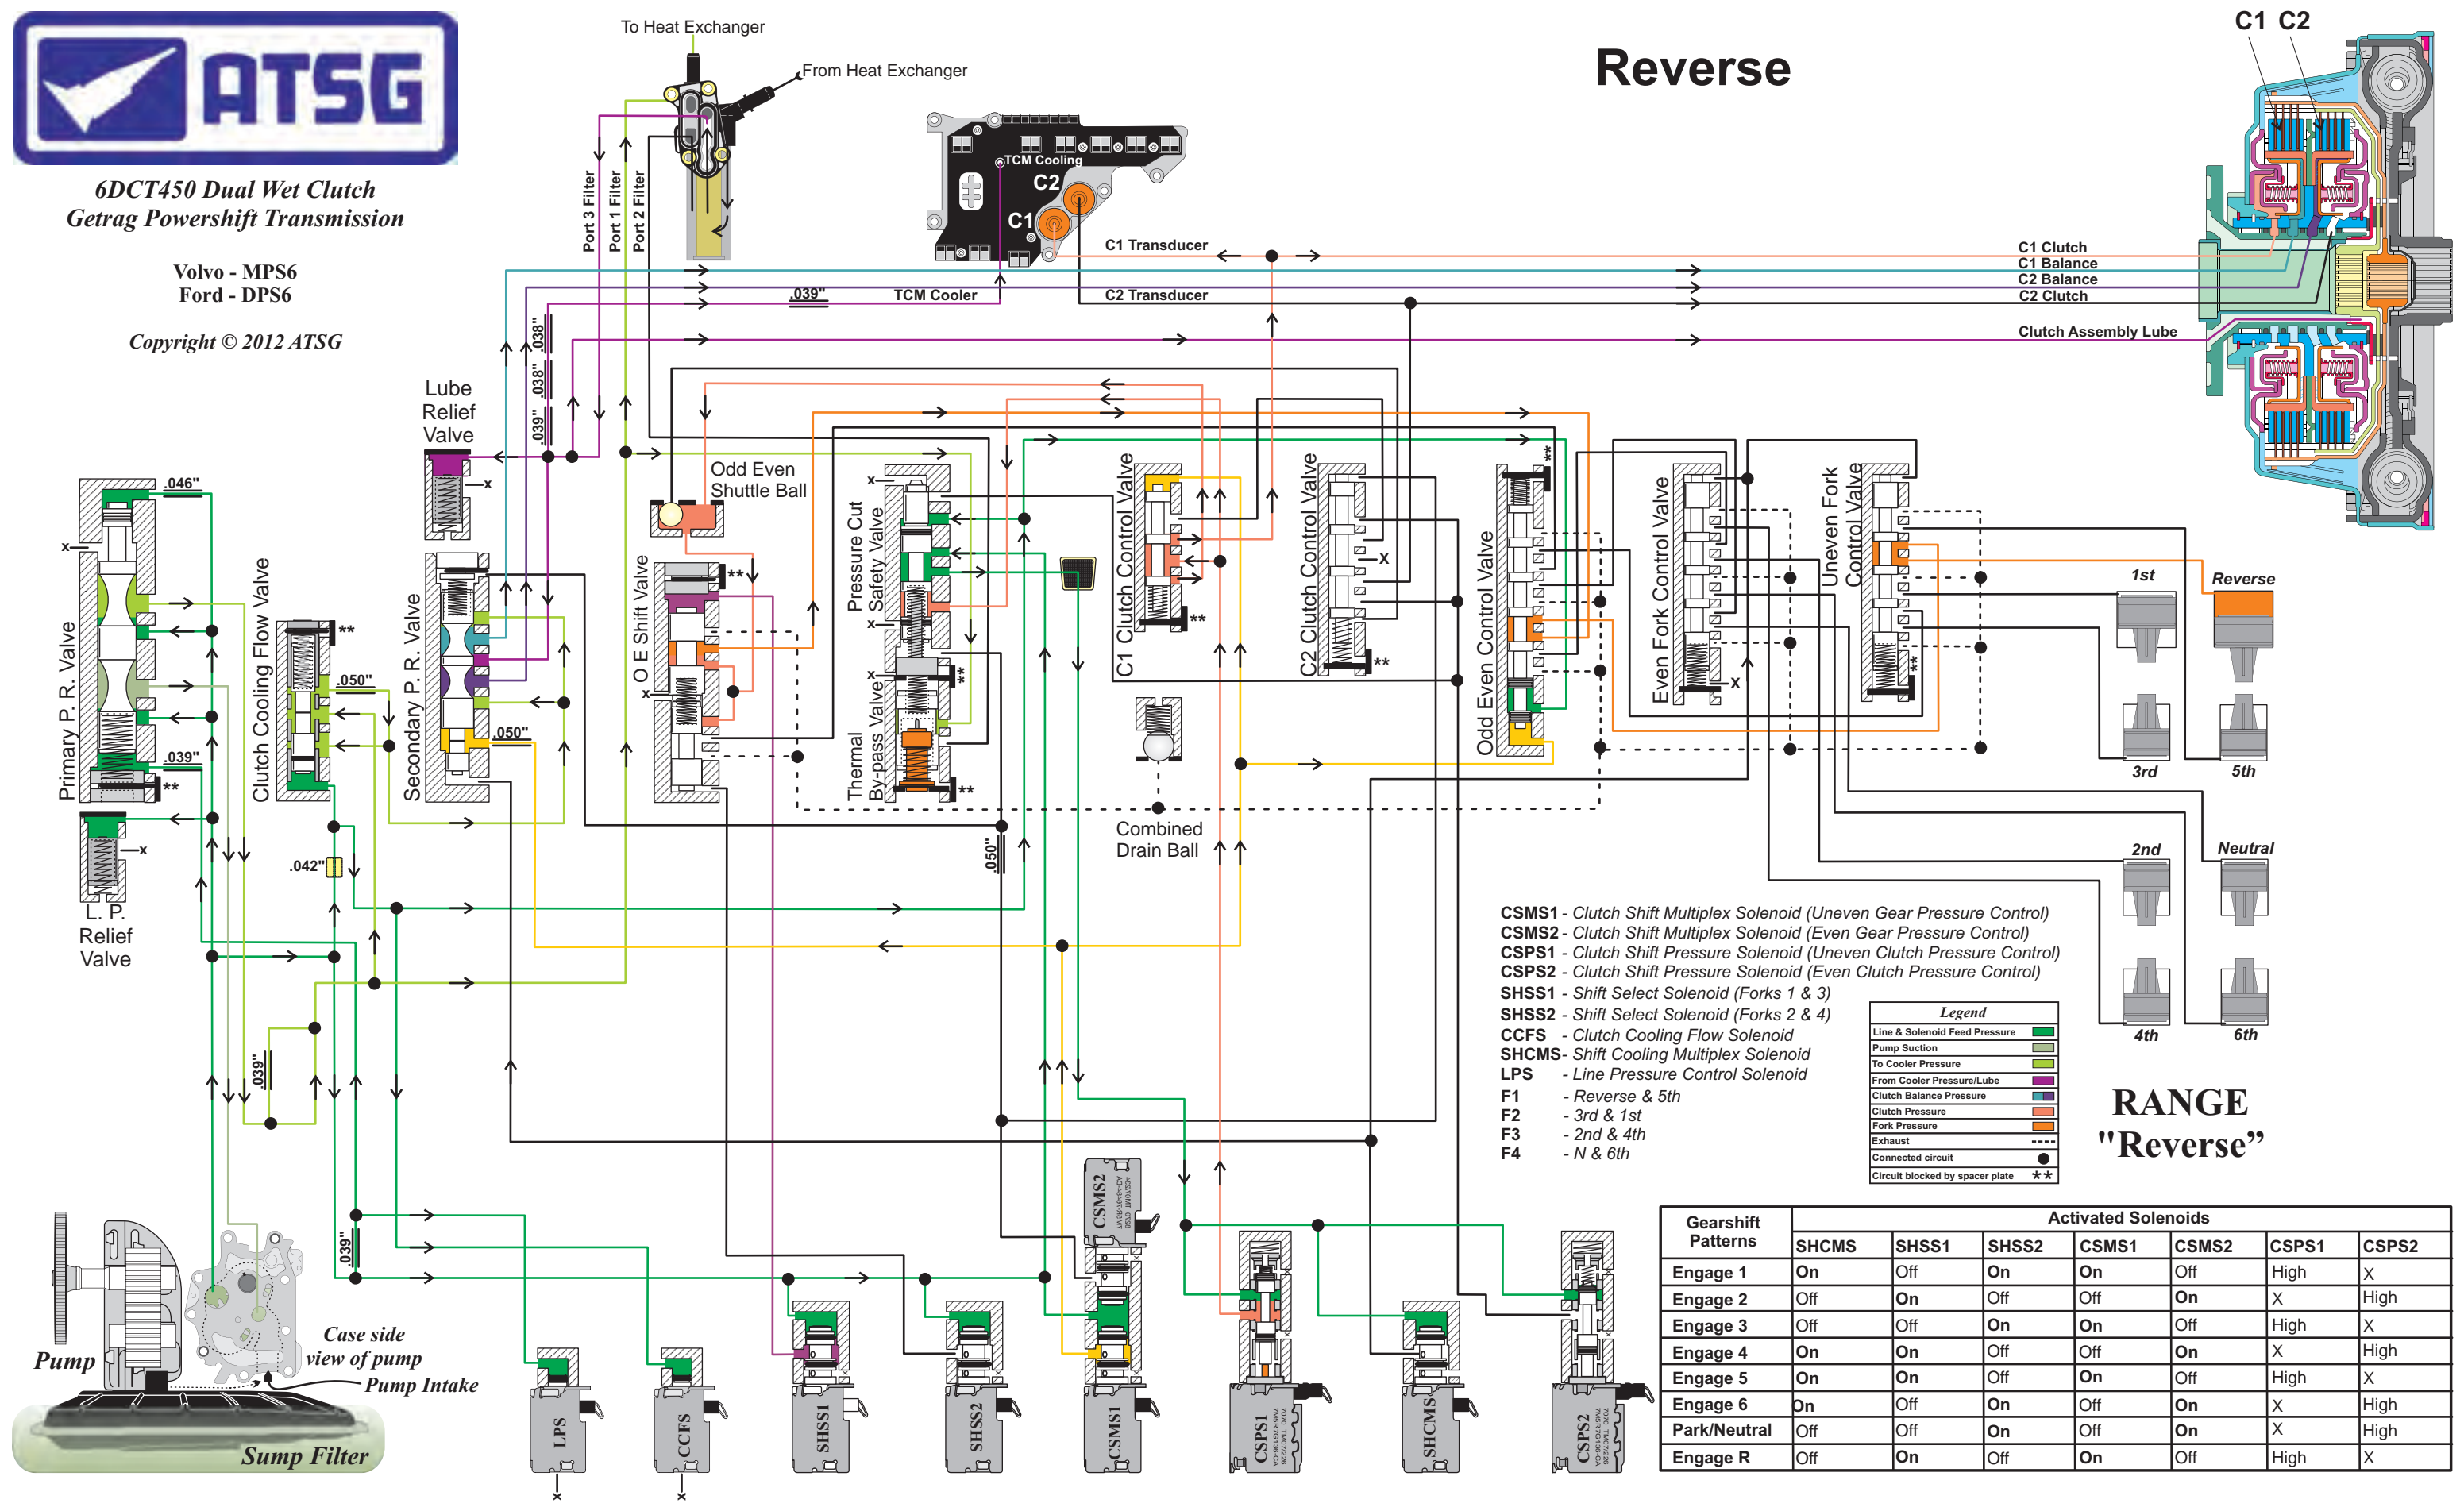 ATSG
6DCT450 Dual Wet Clutch
Getrag Powershift Transmission
Volvo - MPS6
Ford - DPS6
Copyright © 2012 ATSG
To Heat Exchanger
From Heat Exchanger
Reverse
C1 C2
Port 3 Filter
Port 1 Filter
Port 2 Filter
TCM Cooling
C2
C1
C1 Transducer
.039"
TCM Cooler
C2 Transducer
C1 Clutch
C1 Balance
C2 Balance
C2 Clutch
Clutch Assembly Lube
.038"
.038"
.039"
Lube
Relief
Valve
x
Odd Even
Shuttle Ball
.046"
x
Primary P. R. Valve
.039"
**
Clutch Cooling Flow Valve
**
.050"
Secondary P. R. Valve
.050"
O E Shift Valve
**
x
Pressure Cut
Safety Valve
x
x
x
**
Thermal
By-pass Valve
**
C1 Clutch Control Valve
**
C2 Clutch Control Valve
X
**
Odd Even Control Valve
**
Even Fork Control Valve
X
Uneven Fork
Control Valve
**
1st
Reverse
3rd
5th
2nd
Neutral
4th
6th
L. P.
Relief
Valve
x
.042"
.050"
Combined
Drain Ball
.039"
.039"
CSMS1 - Clutch Shift Multiplex Solenoid (Uneven Gear Pressure Control)
CSMS2 - Clutch Shift Multiplex Solenoid (Even Gear Pressure Control)
CSPS1 - Clutch Shift Pressure Solenoid (Uneven Clutch Pressure Control)
CSPS2 - Clutch Shift Pressure Solenoid (Even Clutch Pressure Control)
SHSS1 - Shift Select Solenoid (Forks 1 & 3)
SHSS2 - Shift Select Solenoid (Forks 2 & 4)
CCFS - Clutch Cooling Flow Solenoid
SHCMS - Shift Cooling Multiplex Solenoid
LPS - Line Pressure Control Solenoid
F1 - Reverse & 5th
F2 - 3rd & 1st
F3 - 2nd & 4th
F4 - N & 6th
Legend
Line & Solenoid Feed Pressure
Pump Suction
To Cooler Pressure
From Cooler Pressure/Lube
Clutch Balance Pressure
Clutch Pressure
Fork Pressure
Exhaust
Connected circuit
Circuit blocked by spacer plate **
RANGE
"Reverse”
Pump
Case side
view of pump
Pump Intake
Sump Filter
LPS
x
CCFS
x
SHSS1
SHSS2
CSMS2
CSMS1
CSPS1
SHCMS
CSPS2
Gearshift Patterns Activated Solenoids
SHCMS SHSS1 SHSS2 CSMS1 CSMS2 CSPS1 CSPS2
Engage 1 On Off On On Off High X
Engage 2 Off On Off Off On X High
Engage 3 Off Off On On Off High X
Engage 4 On On Off Off On X High
Engage 5 On On Off On Off High X
Engage 6 On Off On Off On X High
Park/Neutral Off Off On Off On X High
Engage R Off On Off On Off High X